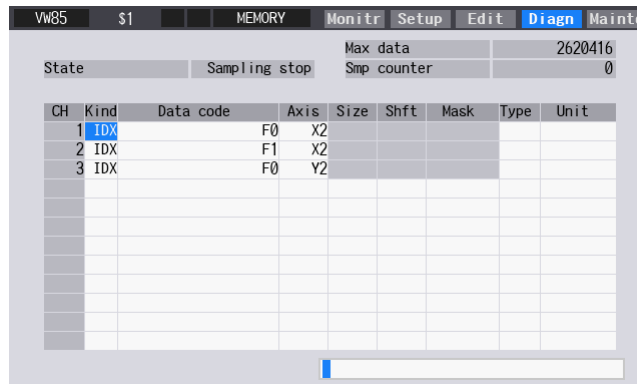 VW85 $1 MEMORY Monitr Setup Edit Diagn Maint
Max data 2620416
State Sampling stop Smp counter 0
CH Kind Data code Axis Size Shft Mask Type Unit
1 IDX F0 X2
2 IDX F1 X2
3 IDX F0 Y2